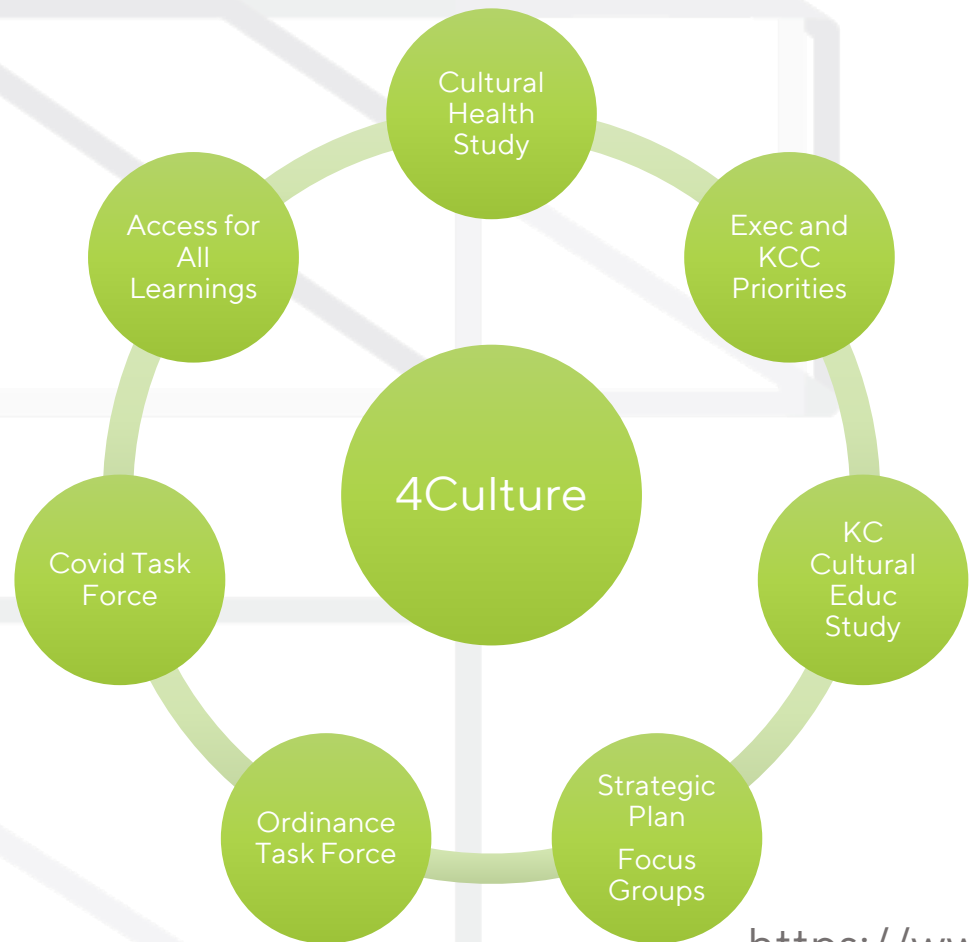 Cultural
Health
Study
Access for
All
Learnings
Exec and
KCC
Priorities
4Culture
Covid Task
Force
KC
Cultural
Educ
Study
Ordinance
Task Force
Strategic
Plan
Focus
Groups